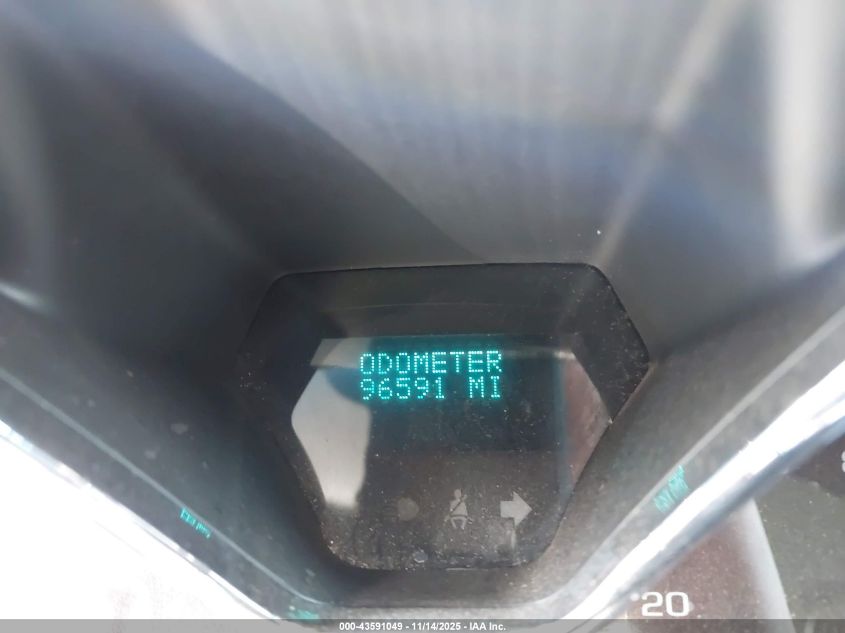 ODOMETER
96591 MI
20
000-43591049 - 11/14/2025 - IAA Inc.